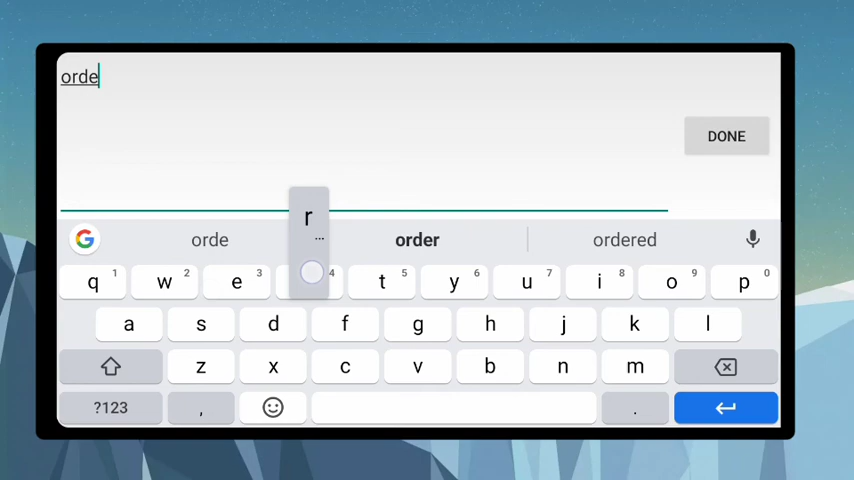 orde
DONE
r
...
orde order ordered
q 1 w 2 e 3 4 t 5 y 6 u 7 i 8 o 9 p 0
a s d f g h j k l
z x c v b n m
?123 , .